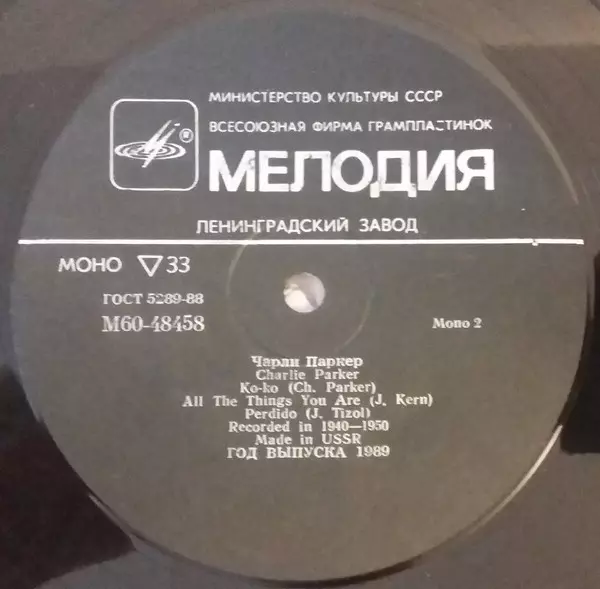 МИНИСТЕРСТВО КУЛЬТУРЫ СССР
ВСЕСОЮЗНАЯ ФИРМА ГРАМПЛАСТИНОК
МЕЛОДИЯ
ЛЕНИНГРАДСКИЙ ЗАВОД
МОНО ▽ 33
ГОСТ 5289-88
М60-48458 Mono 2
Чарли Паркер
Charlie Parker
Ko-ko (Ch. Parker)
All The Things You Are (J. Kern)
Perdido (J. Tizol)
Recorded in 1940—1950
Made in USSR
ГОД ВЫПУСКА 1989